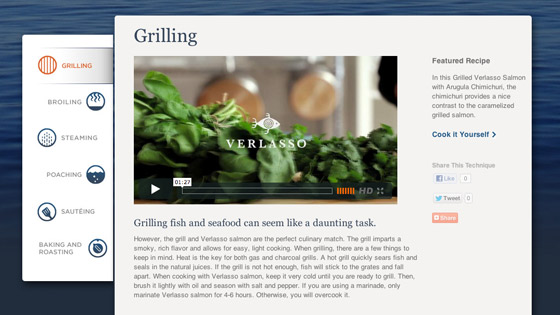 Grilling
GRILLING
BROILING
STEAMING
POACHING
SAUTÉING
BAKING AND
ROASTING
VERLASSO
01:27
HD
Grilling fish and seafood can seem like a daunting task.
However, the grill and Verlasso salmon are the perfect culinary match. The grill imparts a
smoky, rich flavor and allows for easy, light cooking. When grilling, there are a few things to
keep in mind. Heat is the key for both gas and charcoal grills. A hot grill quickly sears fish and
seals in the natural juices. If the grill is not hot enough, fish will stick to the grates and fall
apart. When cooking with Verlasso salmon, keep it very cold until you are ready to grill. Then,
brush it lightly with oil and season with salt and pepper. If you are using a marinade, only
marinate Verlasso salmon for 4-6 hours. Otherwise, you will overcook it.
Featured Recipe
In this Grilled Verlasso Salmon
with Arugula Chimichuri, the
chimichuri provides a nice
contrast to the caramelized
grilled salmon.
Cook it Yourself >
Share This Technique
Like 0
Tweet 0
Share